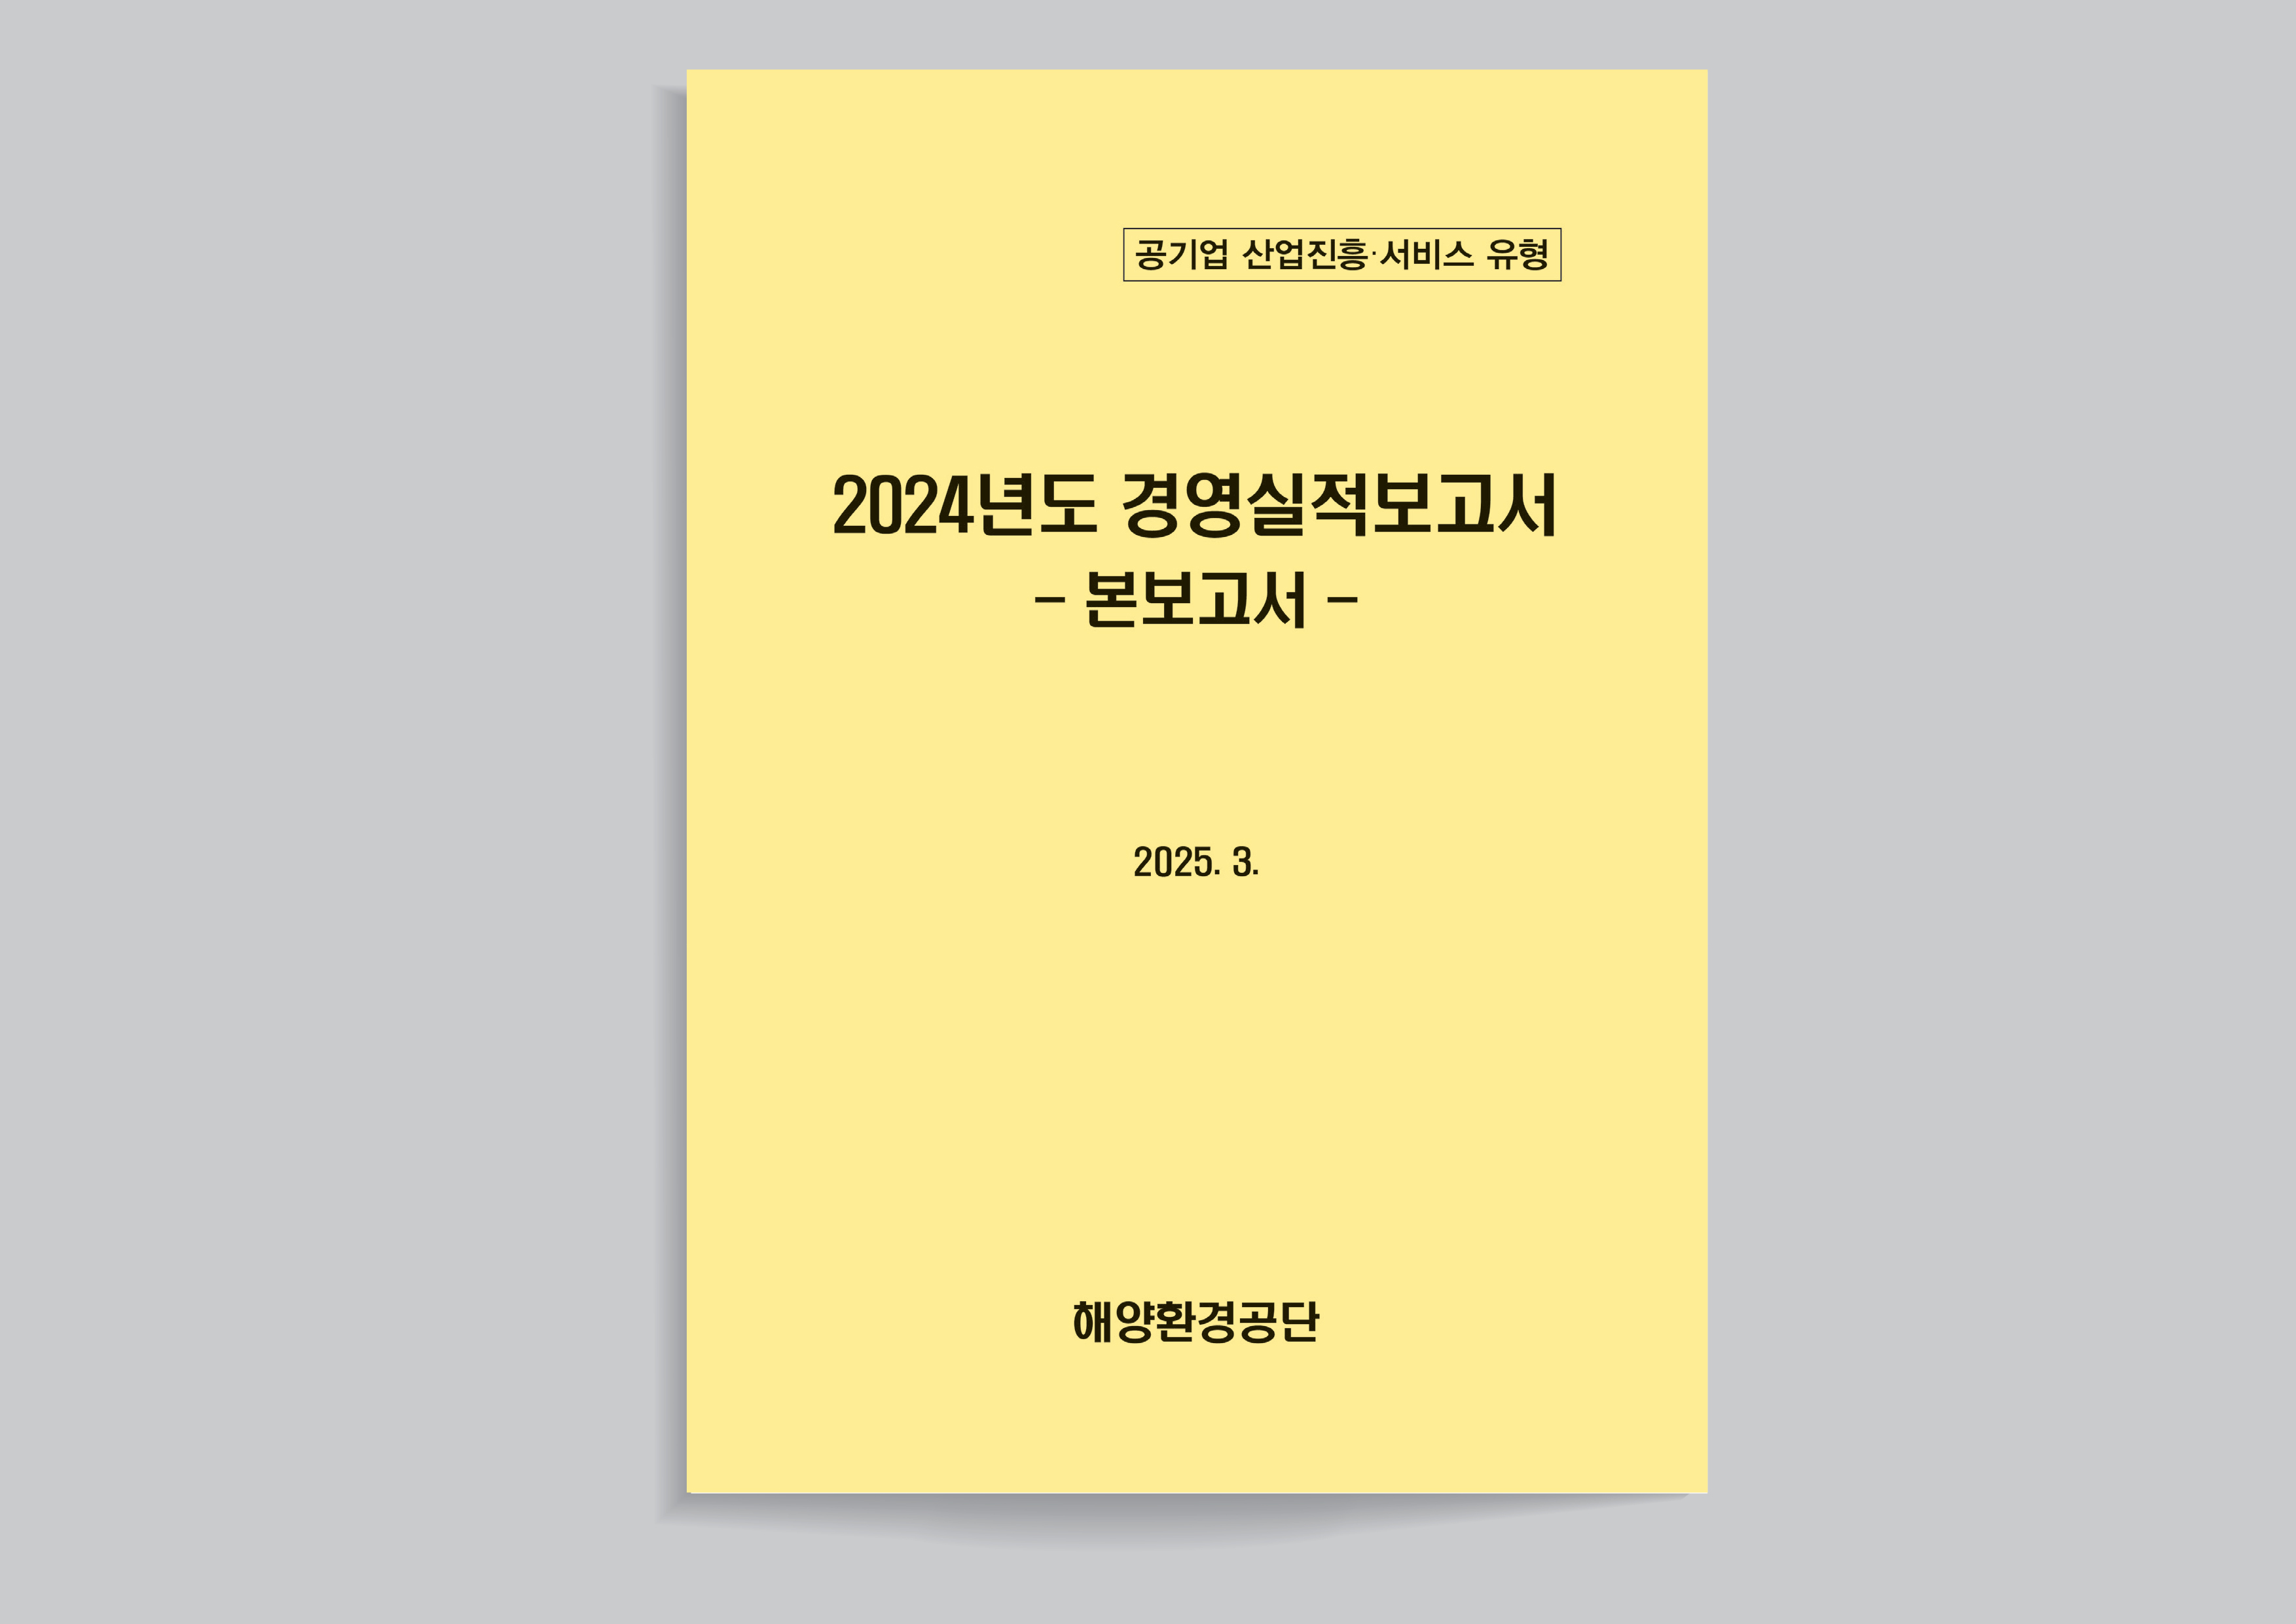 공기업 산업진흥·서비스 유형
2024년도 경영실적보고서
- 본보고서 -
2025. 3.
해양환경공단